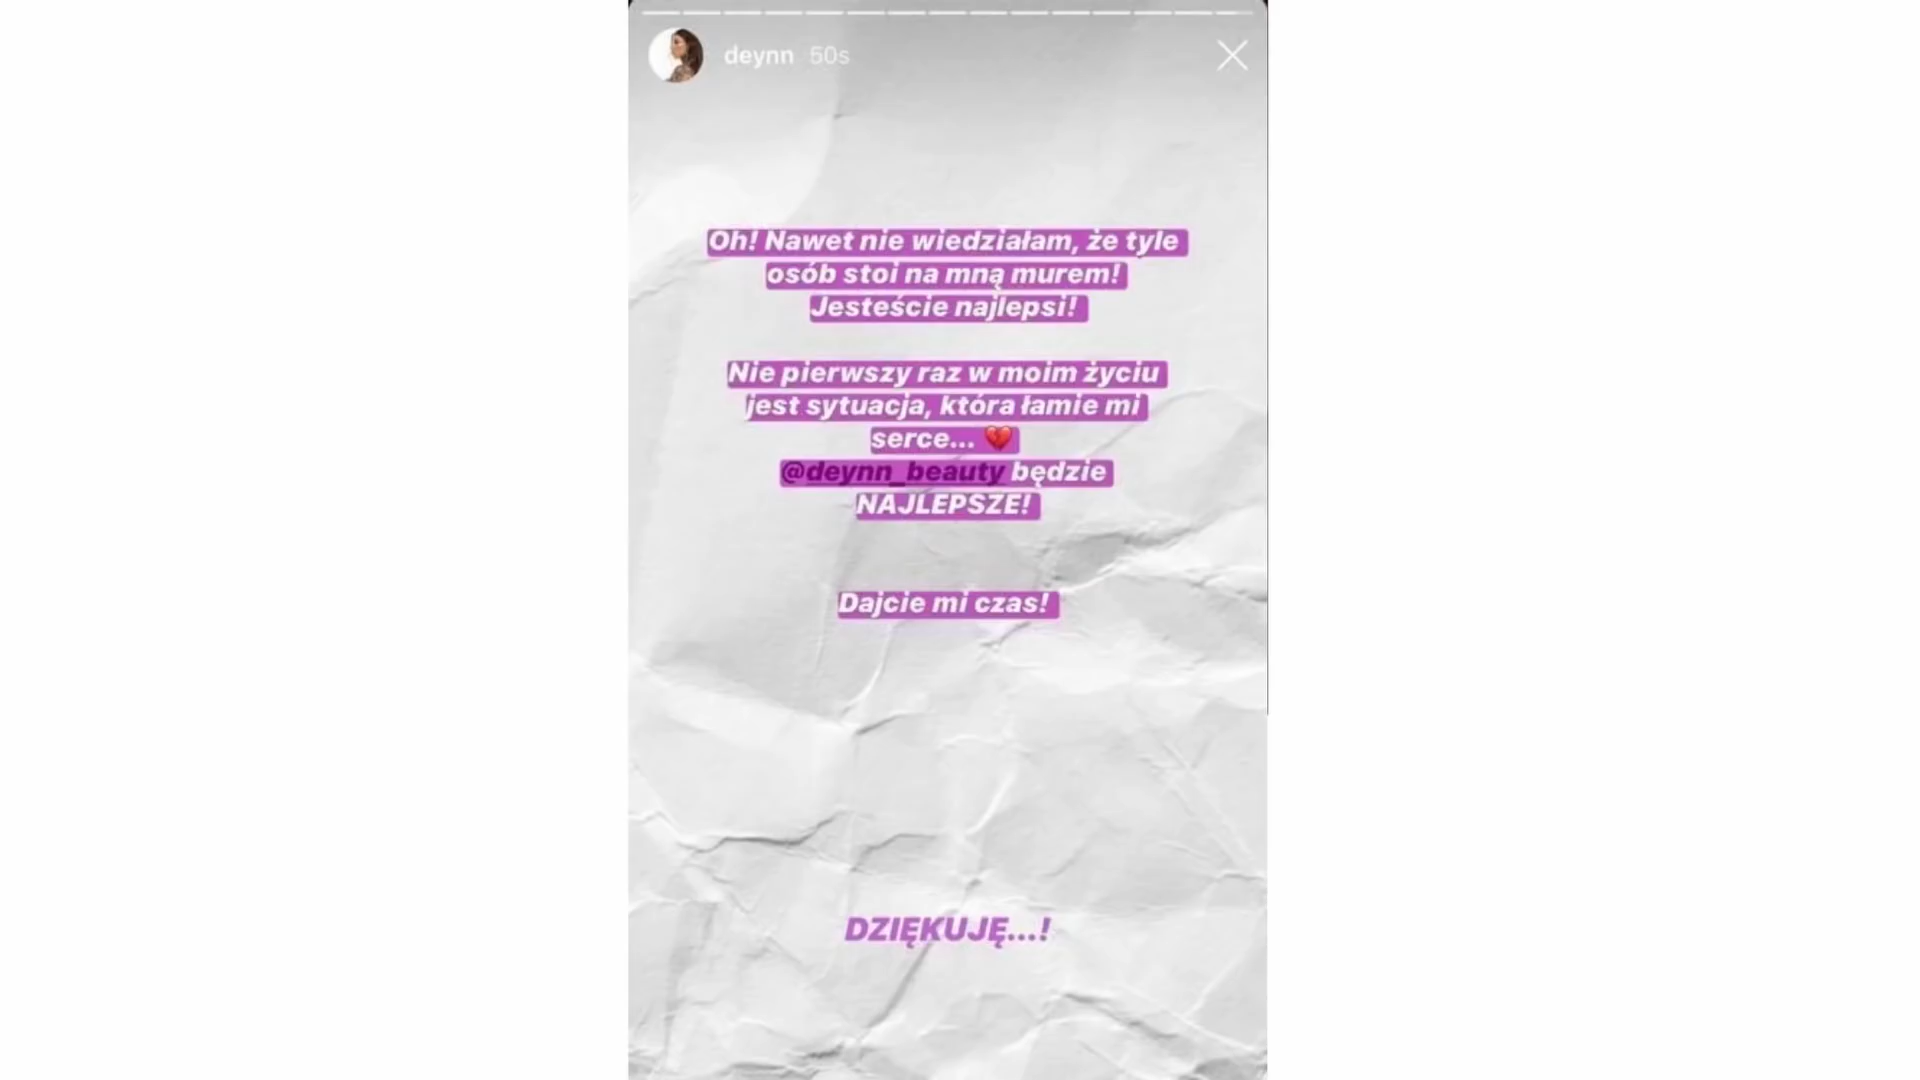 deynn 50s
Oh! Nawet nie wiedziałam, że tyle
osób stoi na mną murem!
Jesteście najlepsi!
Nie pierwszy raz w moim życiu
jest sytuacja, która łamie mi
serce... 💔
@deynn_beauty będzie
NAJLEPSZE!
Dajcie mi czas!
DZIĘKUJĘ...!